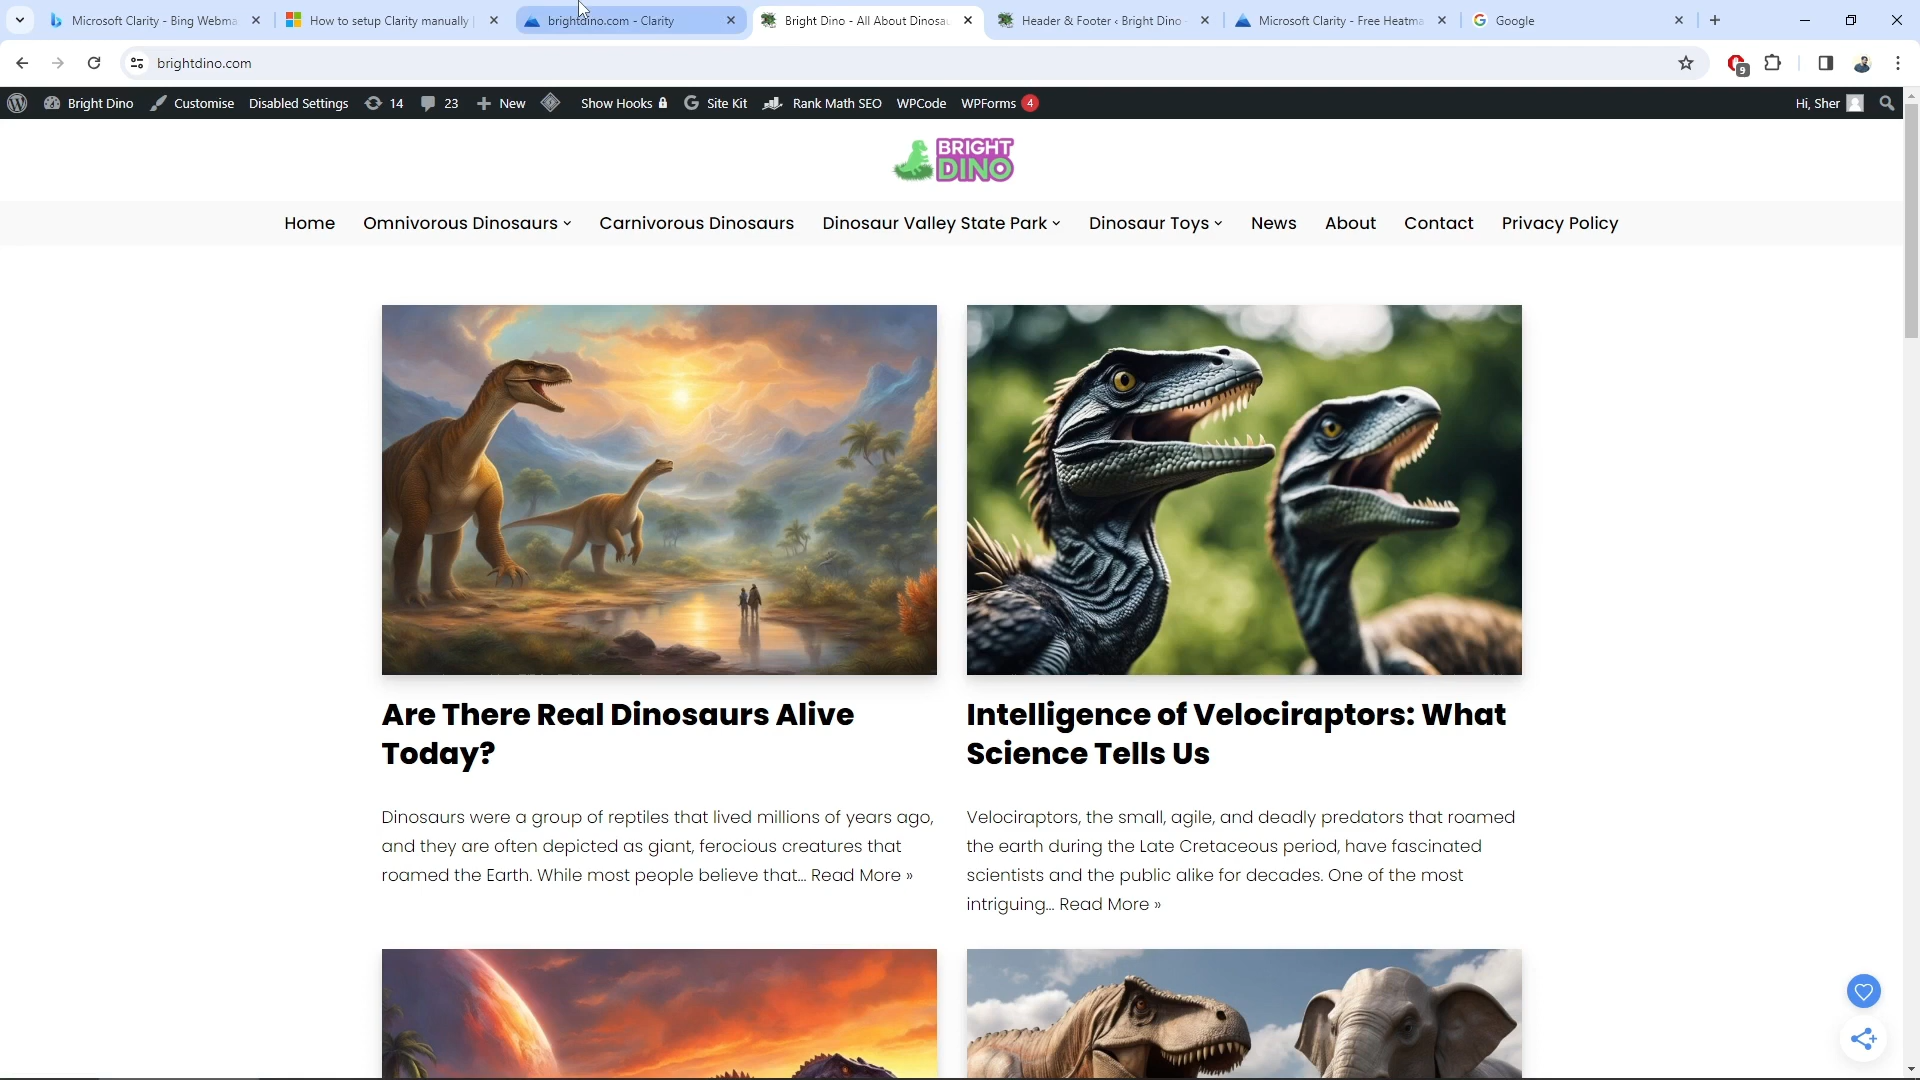 Microsoft Clarity - Bing Webma
How to setup Clarity manually
brightdino.com - Clarity
Bright Dino - All About Dinosau
Header & Footer ‹ Bright Dino
Microsoft Clarity - Free Heatma
Google
brightdino.com
9
Bright Dino
Customise
Disabled Settings
14
23
New
Show Hooks
Site Kit
Rank Math SEO
WPCode
WPForms 4
Hi, Sher
BRIGHT
DINO
Home
Omnivorous Dinosaurs
Carnivorous Dinosaurs
Dinosaur Valley State Park
Dinosaur Toys
News
About
Contact
Privacy Policy
Are There Real Dinosaurs Alive
Today?
Dinosaurs were a group of reptiles that lived millions of years ago,
and they are often depicted as giant, ferocious creatures that
roamed the Earth. While most people believe that... Read More »
Intelligence of Velociraptors: What
Science Tells Us
Velociraptors, the small, agile, and deadly predators that roamed
the earth during the Late Cretaceous period, have fascinated
scientists and the public alike for decades. One of the most
intriguing... Read More »